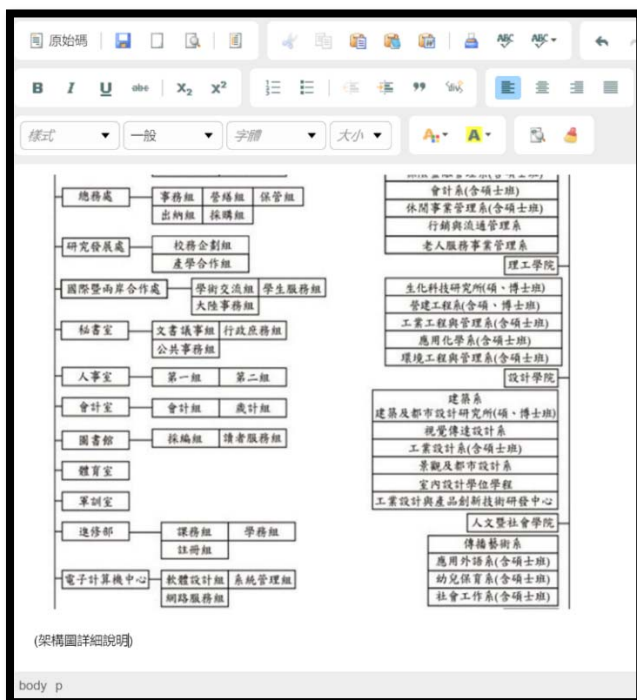 原始碼
ABC
ABC
B I U abc X₂ X²
div
樣式
一般
字體
大小
A
A
總務處
事務組 營繕組 保管組
出納組 採購組
研究發展處
校務企劃組
產學合作組
國際暨兩岸合作處
學術交流組 學生服務組
大陸事務組
秘書室
文書議事組 行政庶務組
公共事務組
人事室
第一組 第二組
會計室
會計組 歲計組
圖書館
採編組 讀者服務組
體育室
軍訓室
進修部
課務組 學務組
註冊組
電子計算機中心
軟體設計組 系統管理組
網路服務組
會計系(含碩士班)
休閒事業管理系(含碩士班)
行銷與流通管理系
老人服務事業管理系
理工學院
生化科技研究所(碩、博士班)
營建工程系(含碩、博士班)
工業工程與管理系(含碩士班)
應用化學系(含碩士班)
環境工程與管理系(含碩士班)
設計學院
建築系
建築及都市設計研究所(碩、博士班)
視覺傳達設計系
工業設計系(含碩士班)
景觀及都市設計系
室內設計學位學程
工業設計與產品創新技術研發中心
人文暨社會學院
傳播藝術系
應用外語系(含碩士班)
幼兒保育系(含碩士班)
社會工作系(含碩士班)
(架構圖詳細說明)
body p